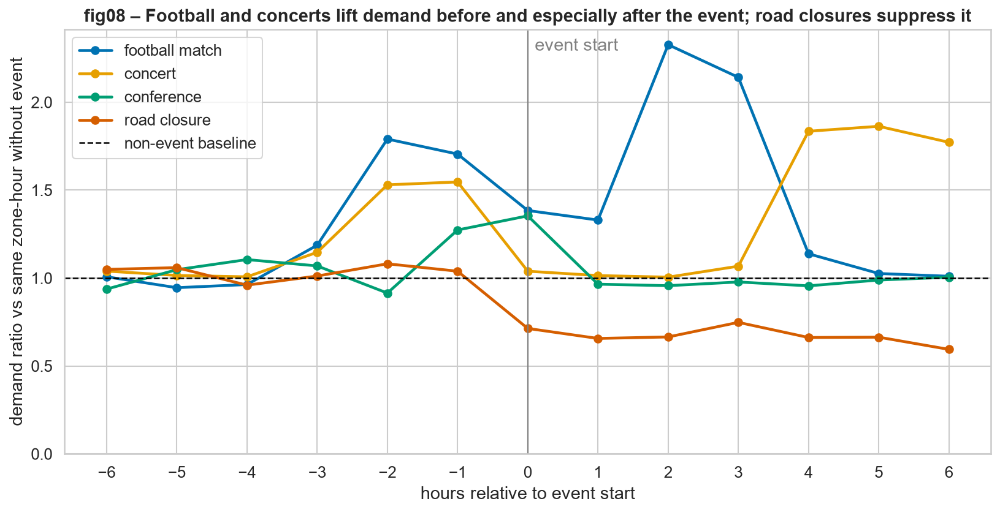 fig08 – Football and concerts lift demand before and especially after the event; road closures suppress it
football match
concert
conference
road closure
non-event baseline
event start
demand ratio vs same zone-hour without event
2.0
1.5
1.0
0.5
0.0
−6 −5 −4 −3 −2 −1 0 1 2 3 4 5 6
hours relative to event start